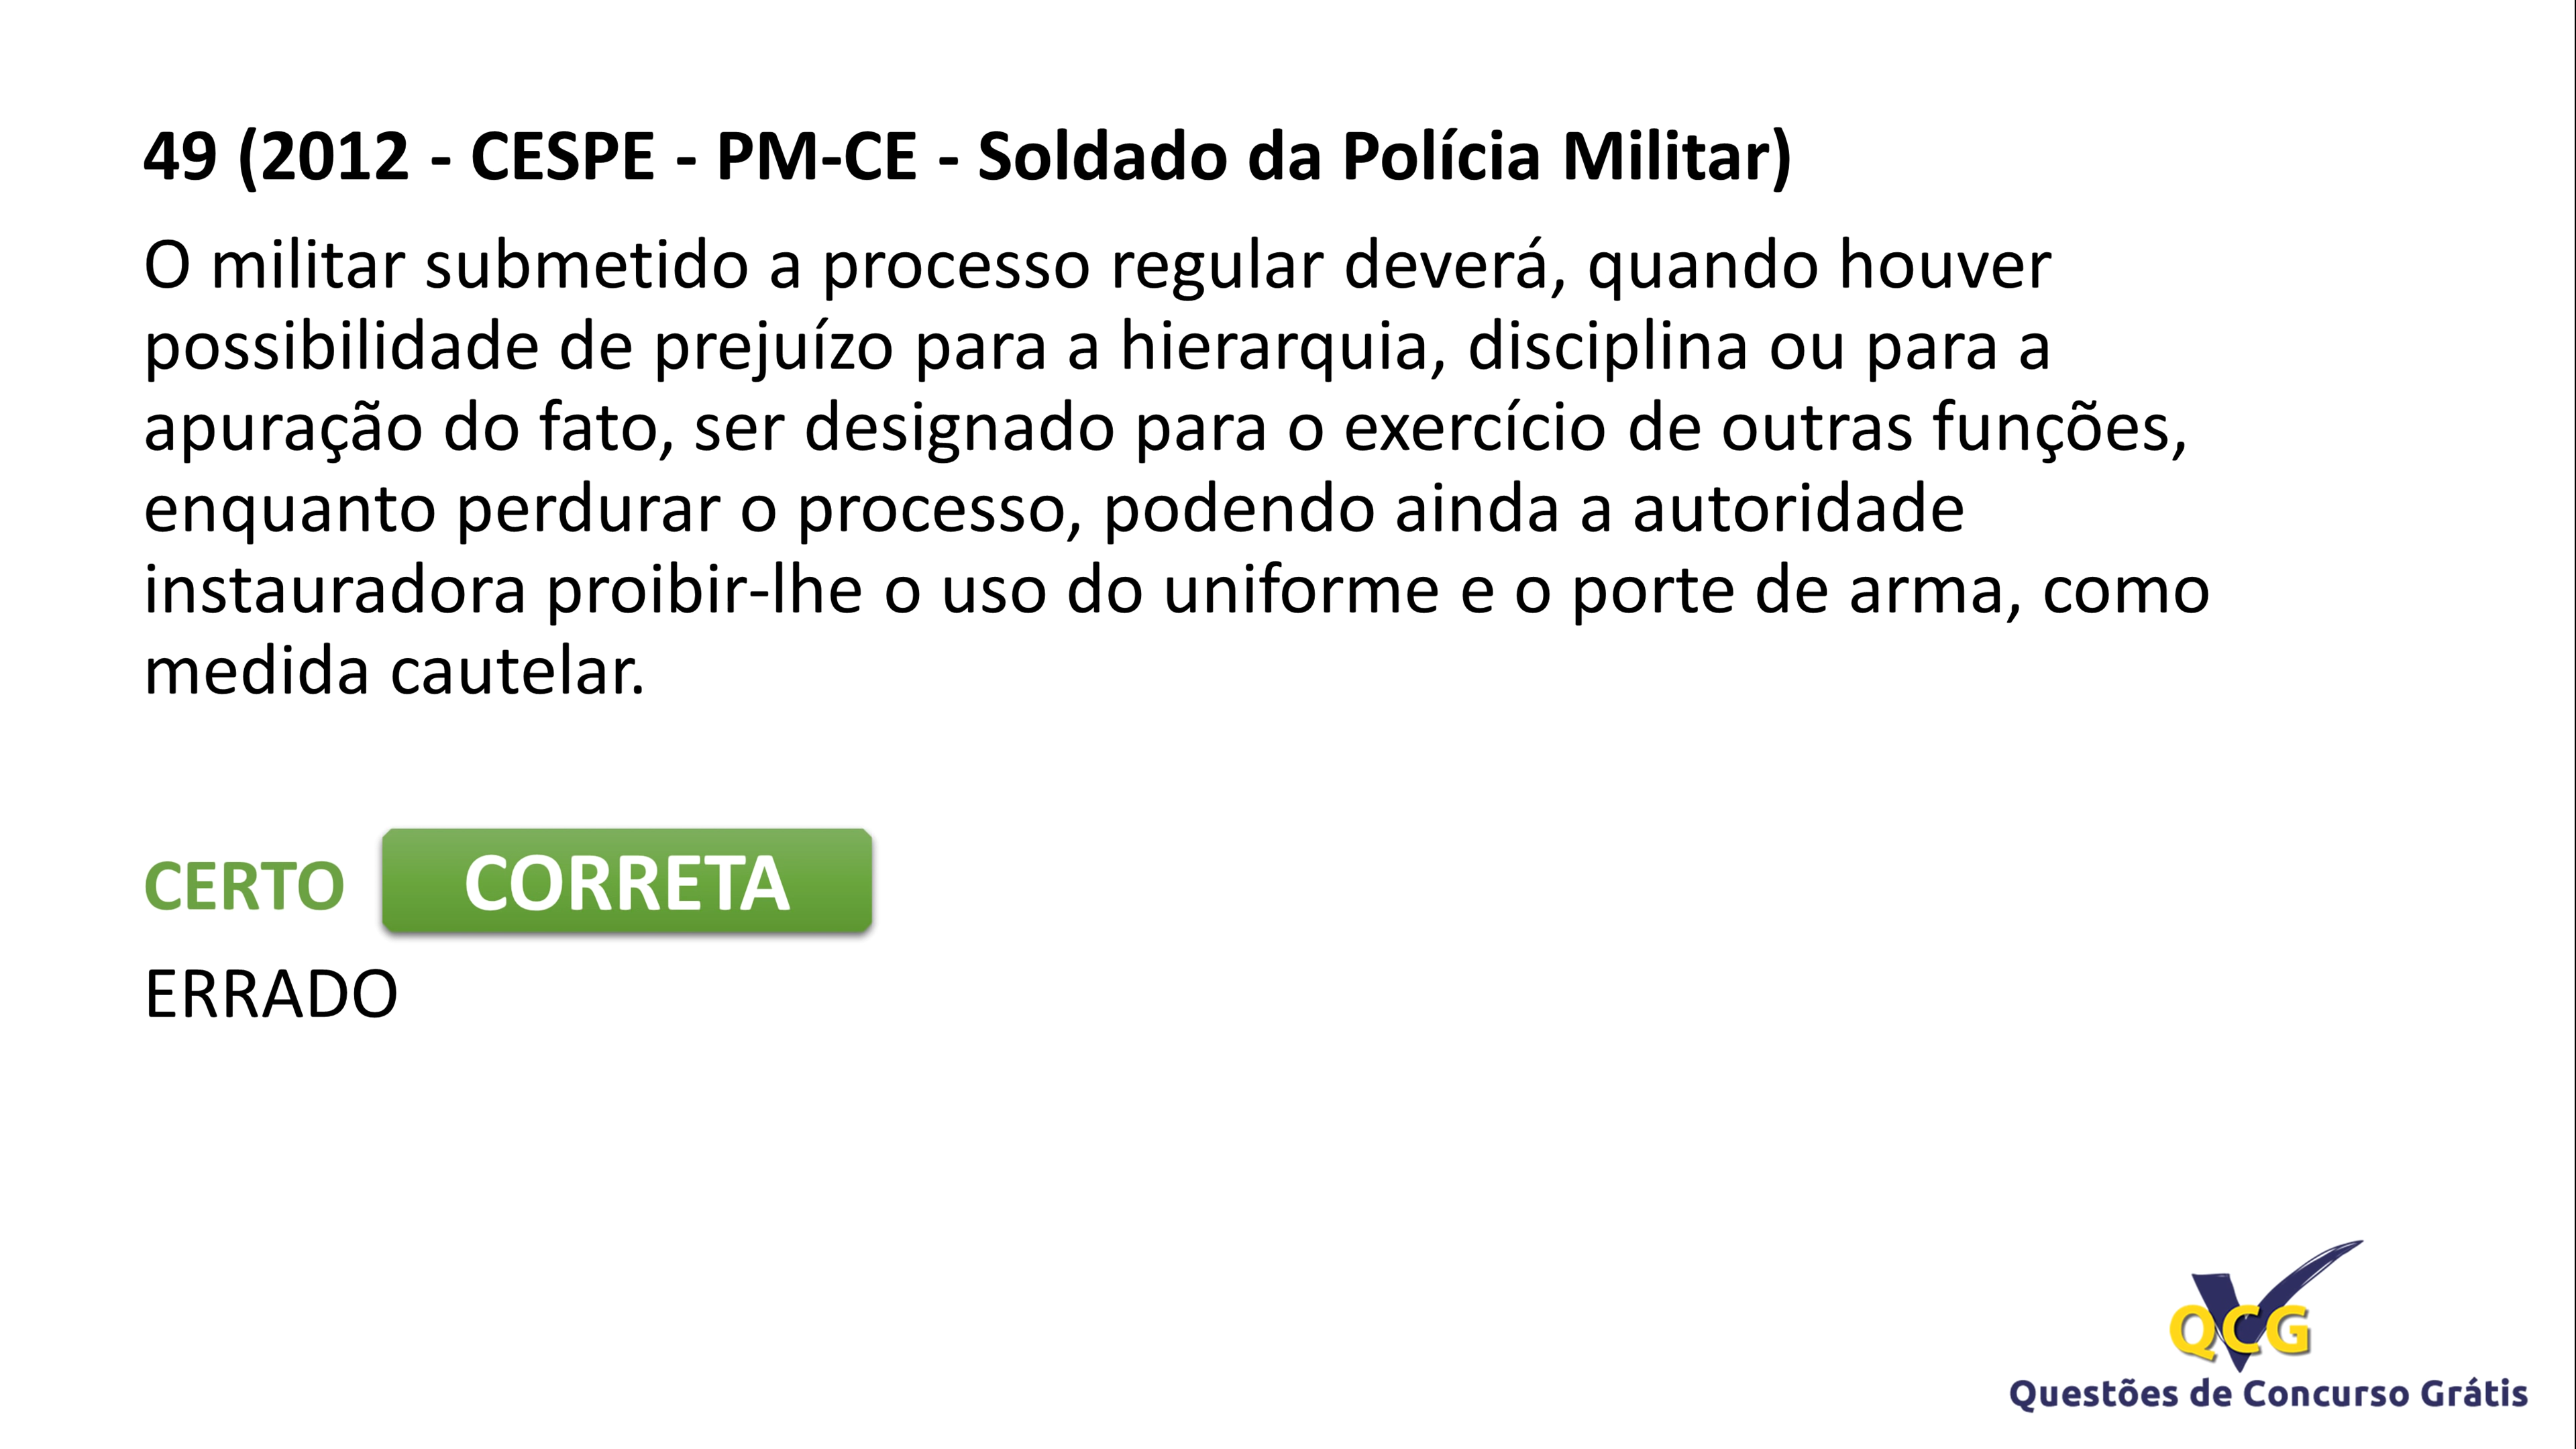 49 (2012 - CESPE - PM-CE - Soldado da Polícia Militar)
O militar submetido a processo regular deverá, quando houver
possibilidade de prejuízo para a hierarquia, disciplina ou para a
apuração do fato, ser designado para o exercício de outras funções,
enquanto perdurar o processo, podendo ainda a autoridade
instauradora proibir-lhe o uso do uniforme e o porte de arma, como
medida cautelar.
CERTO CORRETA
ERRADO
QCG
Questões de Concurso Grátis